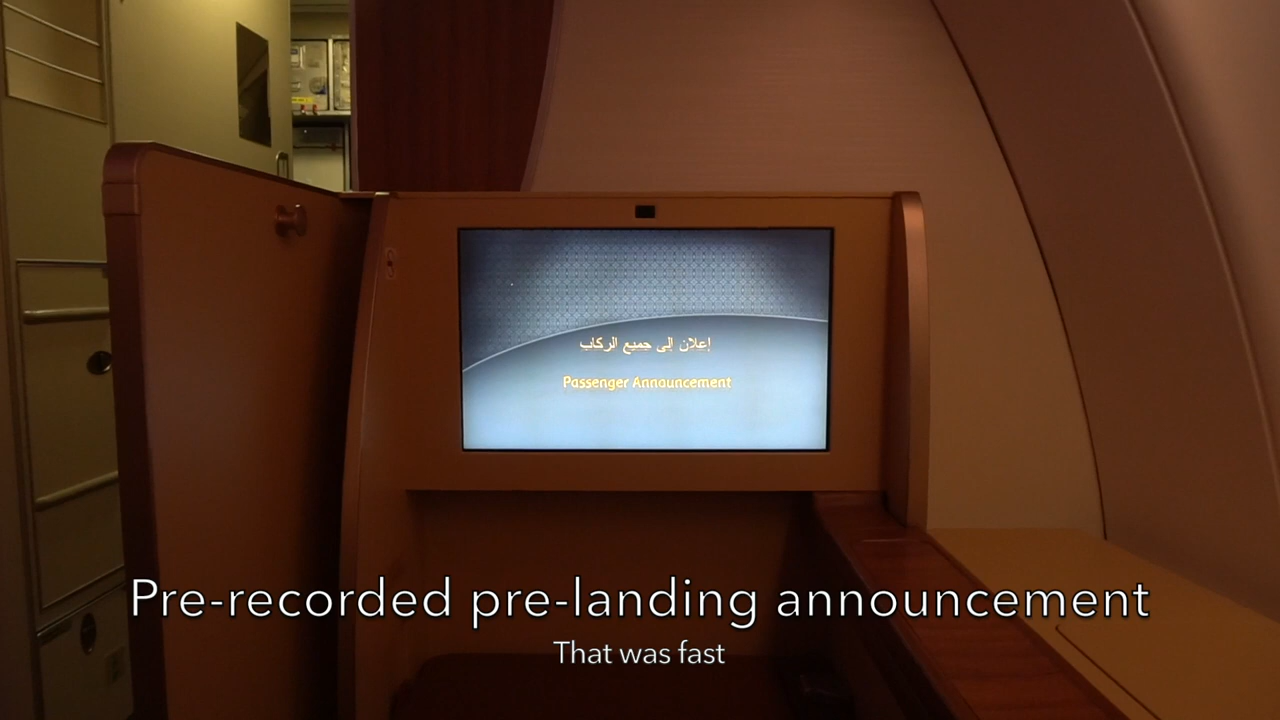 إعلان إلى جميع الركاب
Passenger Announcement
Pre-recorded pre-landing announcement
That was fast